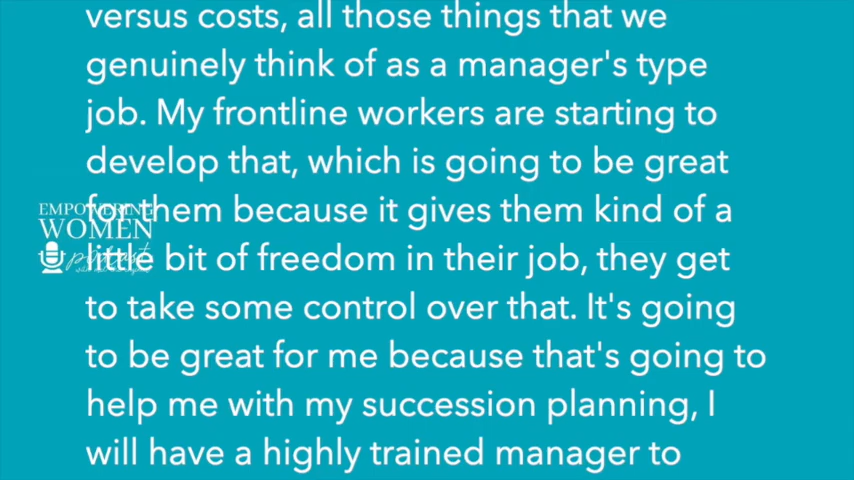 versus costs, all those things that we
genuinely think of as a manager's type
job. My frontline workers are starting to
develop that, which is going to be great
for them because it gives them kind of a
little bit of freedom in their job, they get
to take some control over that. It's going
to be great for me because that's going to
help me with my succession planning, I
will have a highly trained manager to
EMPOWERING
WOMEN
podcast